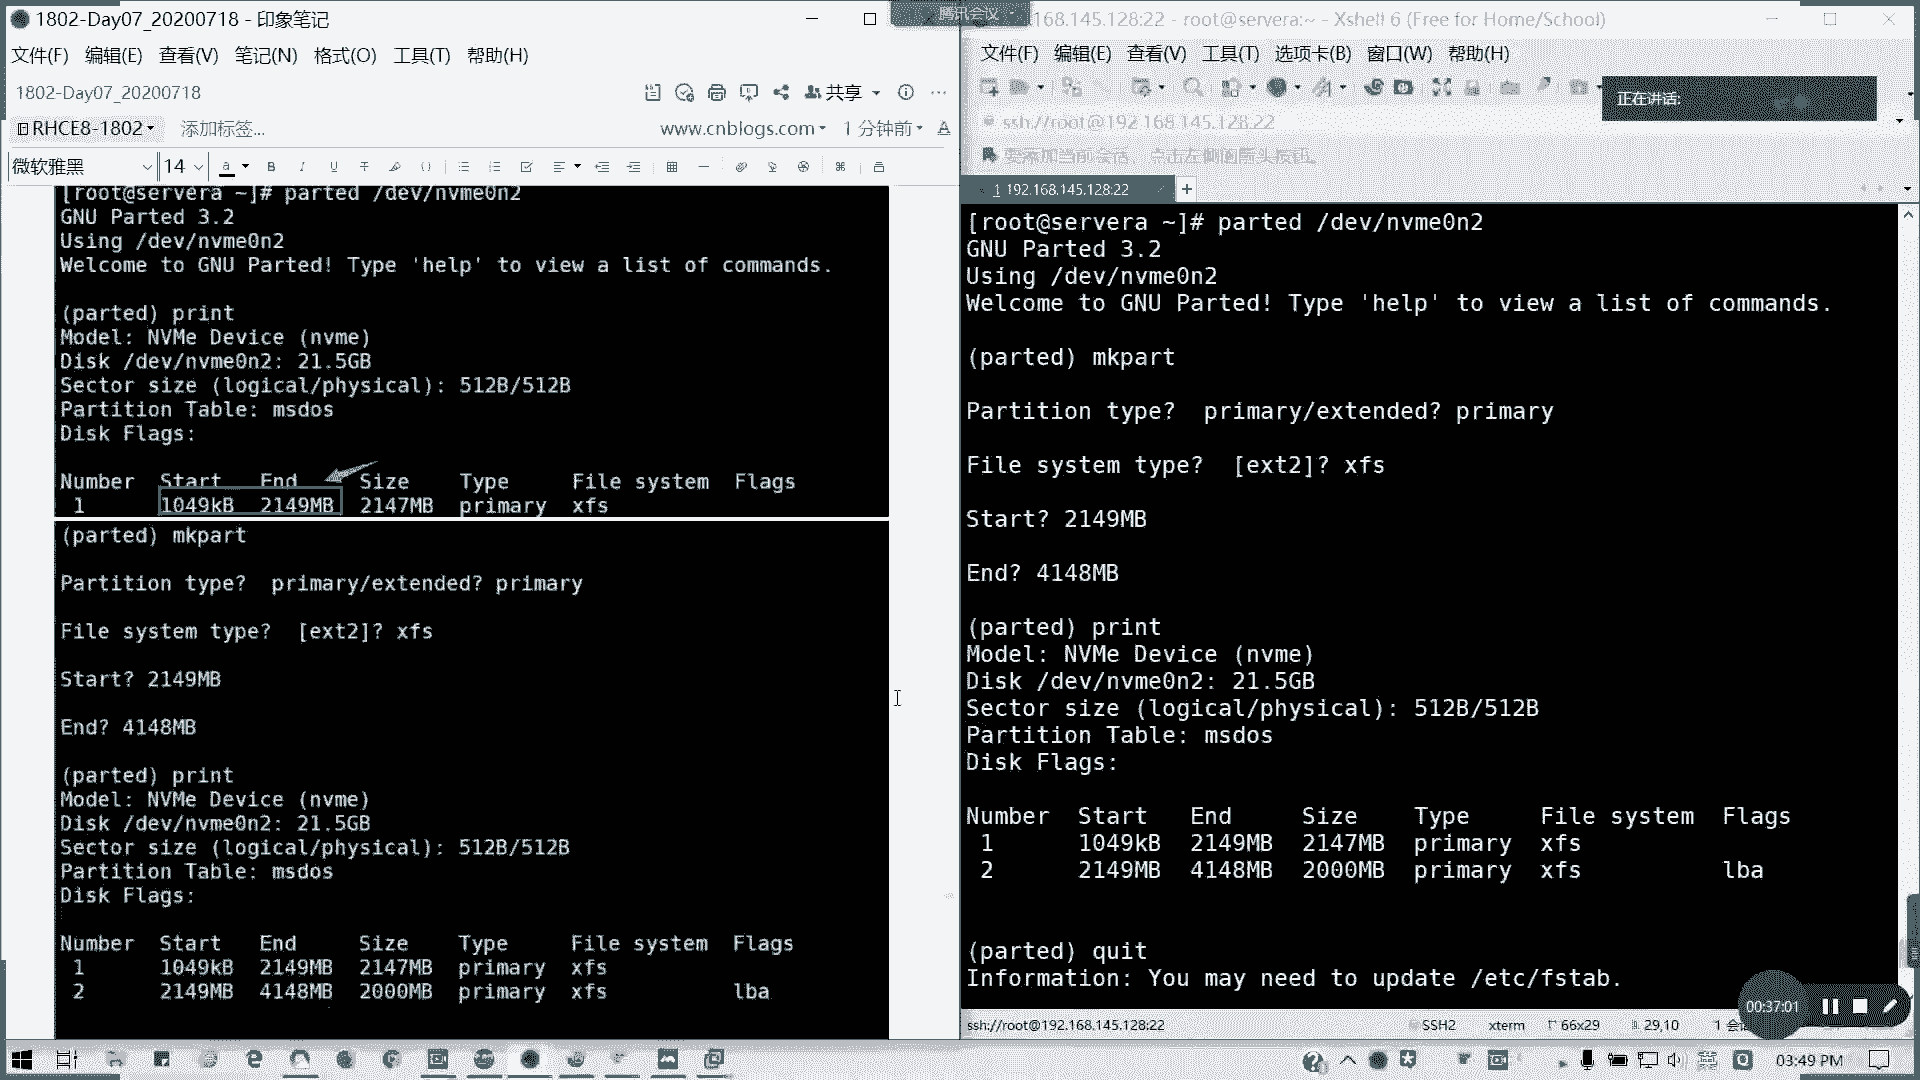 1802-Day07_20200718 - 印象笔记
文件(F) 编辑(E) 查看(V) 笔记(N) 格式(O) 工具(T) 帮助(H)
1802-Day07_20200718
共享
RHCE8-1802 添加标签...
www.cnblogs.com 1 分钟前
微软雅黑 14
[root@servera ~]# parted /dev/nvme0n2
GNU Parted 3.2
Using /dev/nvme0n2
Welcome to GNU Parted! Type 'help' to view a list of commands.
(parted) print
Model: NVMe Device (nvme)
Disk /dev/nvme0n2: 21.5GB
Sector size (logical/physical): 512B/512B
Partition Table: msdos
Disk Flags:
Number Start End Size Type File system Flags
1 1049kB 2149MB 2147MB primary xfs
(parted) mkpart
Partition type? primary/extended? primary
File system type? [ext2]? xfs
Start? 2149MB
End? 4148MB
(parted) print
Model: NVMe Device (nvme)
Disk /dev/nvme0n2: 21.5GB
Sector size (logical/physical): 512B/512B
Partition Table: msdos
Disk Flags:
Number Start End Size Type File system Flags
1 1049kB 2149MB 2147MB primary xfs
2 2149MB 4148MB 2000MB primary xfs lba
腾讯会议
168.145.128:22 - root@servera:~ - Xshell 6 (Free for Home/School)
文件(F) 编辑(E) 查看(V) 工具(T) 选项卡(B) 窗口(W) 帮助(H)
正在讲话:
ssh://root@192.168.145.128:22
要添加当前会话，点击左侧的箭头按钮。
1 192.168.145.128:22
[root@servera ~]# parted /dev/nvme0n2
GNU Parted 3.2
Using /dev/nvme0n2
Welcome to GNU Parted! Type 'help' to view a list of commands.
(parted) mkpart
Partition type? primary/extended? primary
File system type? [ext2]? xfs
Start? 2149MB
End? 4148MB
(parted) print
Model: NVMe Device (nvme)
Disk /dev/nvme0n2: 21.5GB
Sector size (logical/physical): 512B/512B
Partition Table: msdos
Disk Flags:
Number Start End Size Type File system Flags
1 1049kB 2149MB 2147MB primary xfs
2 2149MB 4148MB 2000MB primary xfs lba
(parted) quit
Information: You may need to update /etc/fstab.
00:37:01
ssh://root@192.168.145.128:22 SSH2 xterm 66x29 29,10 1 会
英 03:49 PM